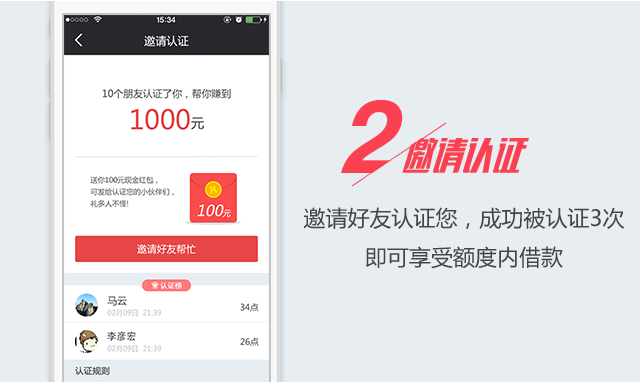 15:34
邀请认证
10个朋友认证了你，帮你赚到
1000元
送你100元现金红包，
可发给认证您的小伙伴们，
礼多人不怪!
100元
邀请好友帮忙
认证榜
马云
02月09日 21:39
34点
李彦宏
02月09日 21:39
26点
认证规则
2 邀请认证
邀请好友认证您，成功被认证3次
即可享受额度内借款